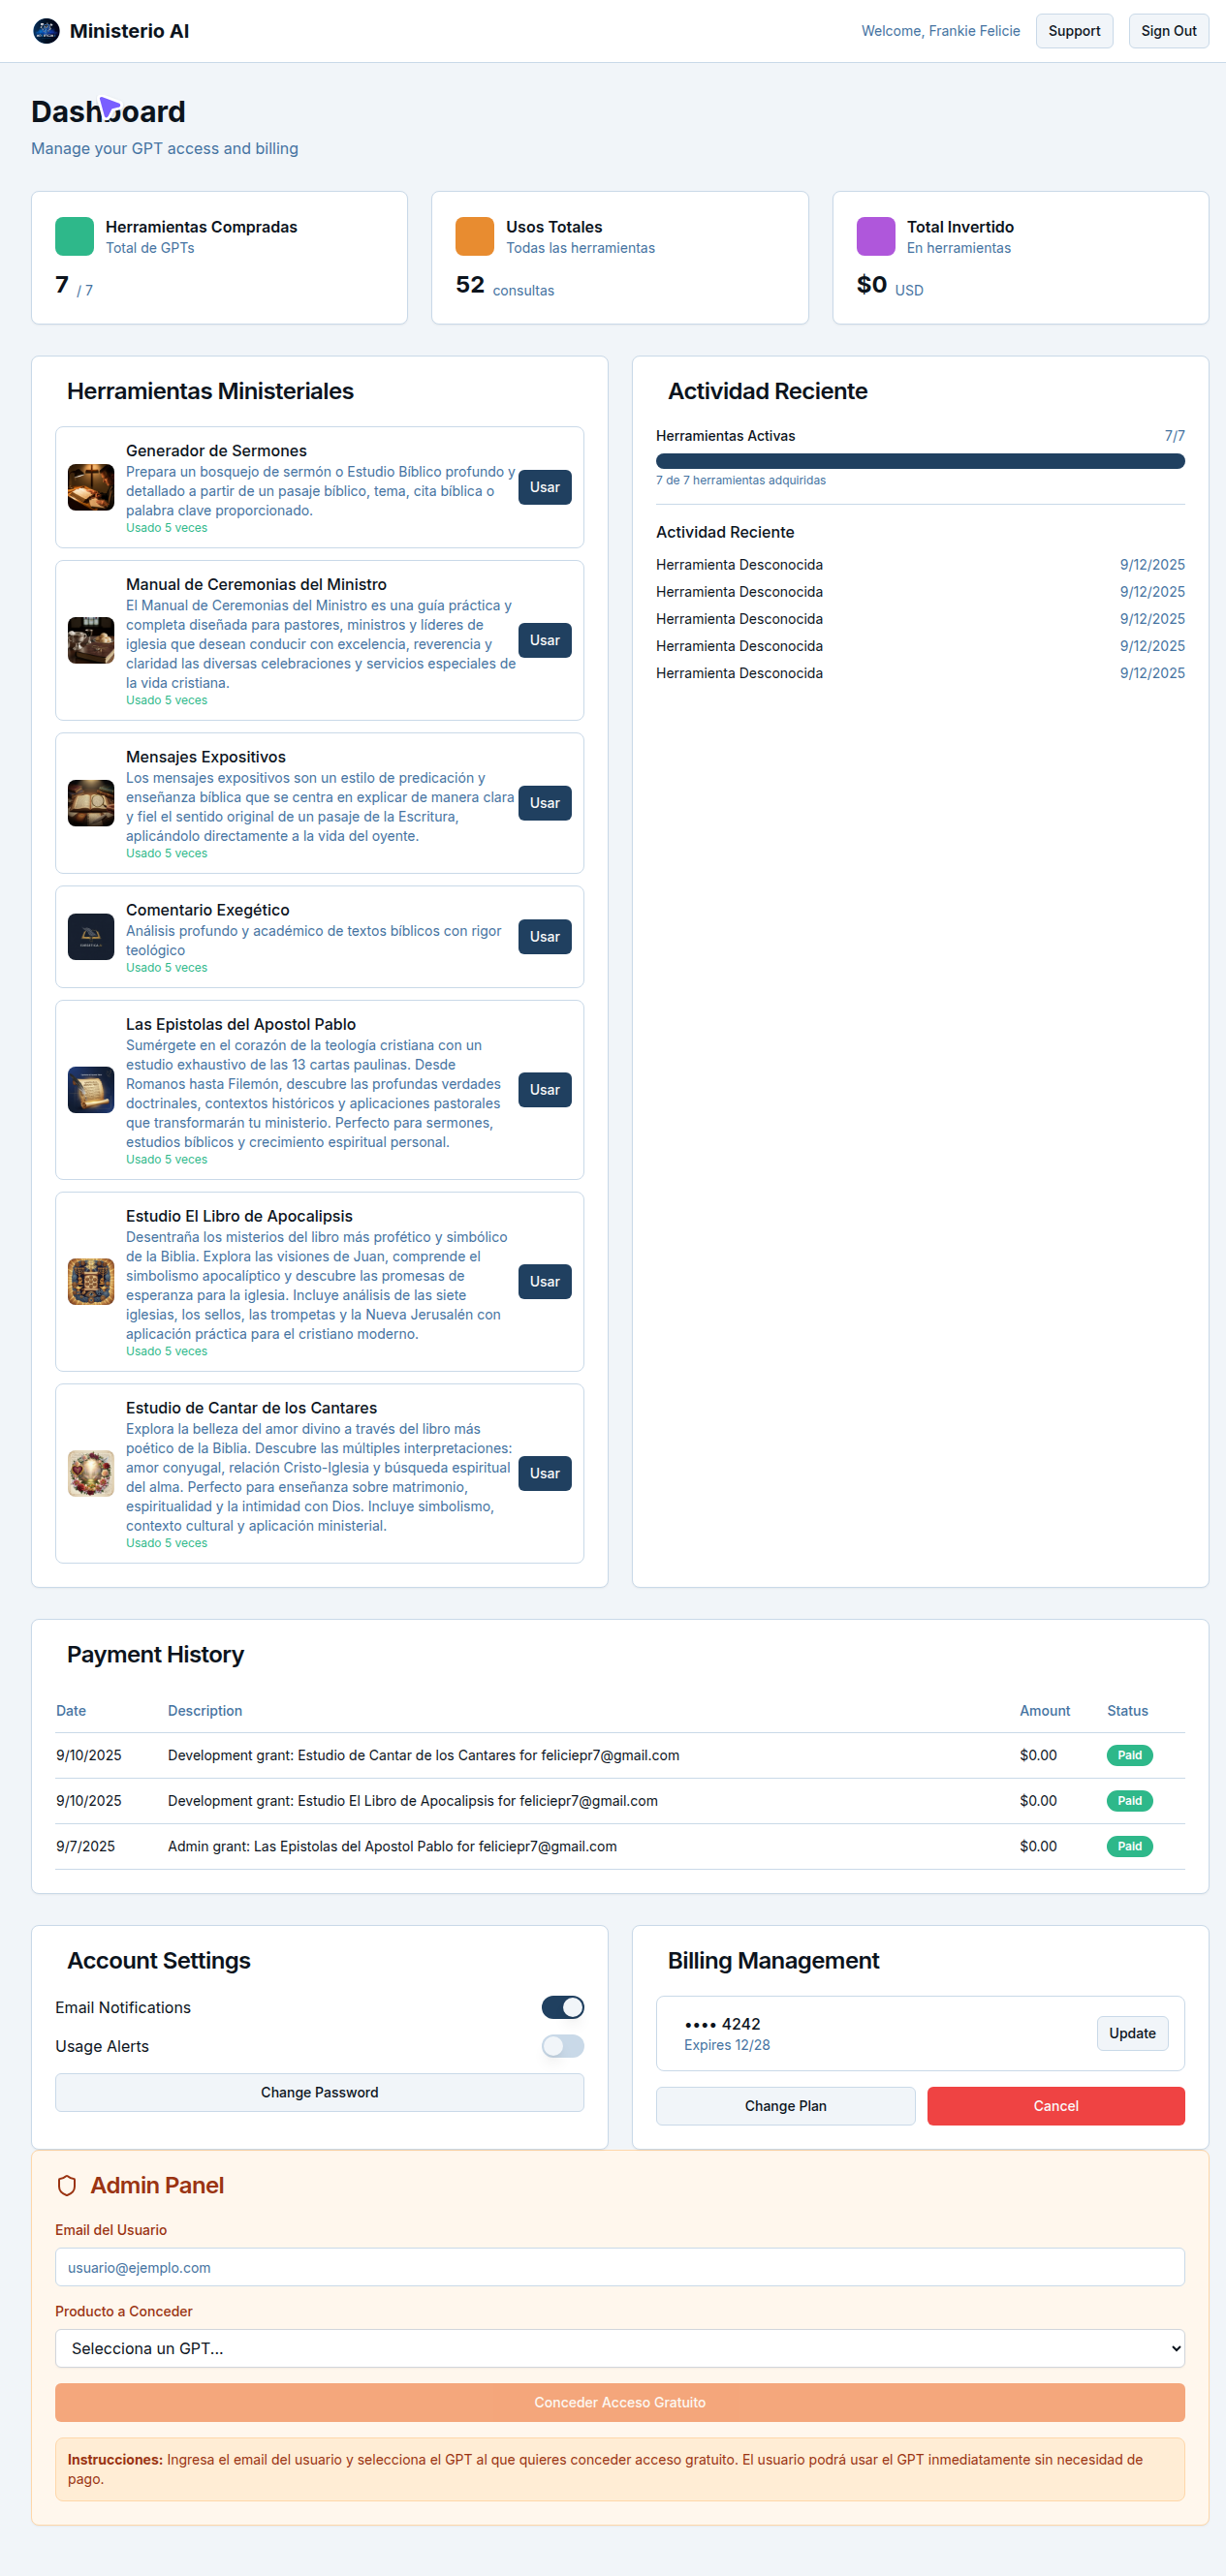 Ministerio AI
Welcome, Frankie Felicie
Support
Sign Out
Dashboard
Manage your GPT access and billing
Herramientas Compradas
Total de GPTs
7 / 7
Usos Totales
Todas las herramientas
52 consultas
Total Invertido
En herramientas
$0 USD
Herramientas Ministeriales
Generador de Sermones
Prepara un bosquejo de sermón o Estudio Bíblico profundo y
detallado a partir de un pasaje bíblico, tema, cita bíblica o
palabra clave proporcionado.
Usado 5 veces
Usar
Manual de Ceremonias del Ministro
El Manual de Ceremonias del Ministro es una guía práctica y
completa diseñada para pastores, ministros y líderes de
iglesia que desean conducir con excelencia, reverencia y
claridad las diversas celebraciones y servicios especiales de
la vida cristiana.
Usado 5 veces
Usar
Mensajes Expositivos
Los mensajes expositivos son un estilo de predicación y
enseñanza bíblica que se centra en explicar de manera clara
y fiel el sentido original de un pasaje de la Escritura,
aplicándolo directamente a la vida del oyente.
Usado 5 veces
Usar
Comentario Exegético
Análisis profundo y académico de textos bíblicos con rigor
teológico
Usado 5 veces
Usar
Las Epistolas del Apostol Pablo
Sumérgete en el corazón de la teología cristiana con un
estudio exhaustivo de las 13 cartas paulinas. Desde
Romanos hasta Filemón, descubre las profundas verdades
doctrinales, contextos históricos y aplicaciones pastorales
que transformarán tu ministerio. Perfecto para sermones,
estudios bíblicos y crecimiento espiritual personal.
Usado 5 veces
Usar
Estudio El Libro de Apocalipsis
Desentraña los misterios del libro más profético y simbólico
de la Biblia. Explora las visiones de Juan, comprende el
simbolismo apocalíptico y descubre las promesas de
esperanza para la iglesia. Incluye análisis de las siete
iglesias, los sellos, las trompetas y la Nueva Jerusalén con
aplicación práctica para el cristiano moderno.
Usado 5 veces
Usar
Estudio de Cantar de los Cantares
Explora la belleza del amor divino a través del libro más
poético de la Biblia. Descubre las múltiples interpretaciones:
amor conyugal, relación Cristo-Iglesia y búsqueda espiritual
del alma. Perfecto para enseñanza sobre matrimonio,
espiritualidad y la intimidad con Dios. Incluye simbolismo,
contexto cultural y aplicación ministerial.
Usado 5 veces
Usar
Actividad Reciente
Herramientas Activas 7/7
7 de 7 herramientas adquiridas
Actividad Reciente
Herramienta Desconocida 9/12/2025
Herramienta Desconocida 9/12/2025
Herramienta Desconocida 9/12/2025
Herramienta Desconocida 9/12/2025
Herramienta Desconocida 9/12/2025
Payment History
Date Description Amount Status
9/10/2025 Development grant: Estudio de Cantar de los Cantares for feliciepr7@gmail.com $0.00 Paid
9/10/2025 Development grant: Estudio El Libro de Apocalipsis for feliciepr7@gmail.com $0.00 Paid
9/7/2025 Admin grant: Las Epistolas del Apostol Pablo for feliciepr7@gmail.com $0.00 Paid
Account Settings
Email Notifications
Usage Alerts
Change Password
Billing Management
•••• 4242
Expires 12/28
Update
Change Plan
Cancel
Admin Panel
Email del Usuario
usuario@ejemplo.com
Producto a Conceder
Selecciona un GPT...
Conceder Acceso Gratuito
Instrucciones: Ingresa el email del usuario y selecciona el GPT al que quieres conceder acceso gratuito. El usuario podrá usar el GPT inmediatamente sin necesidad de
pago.